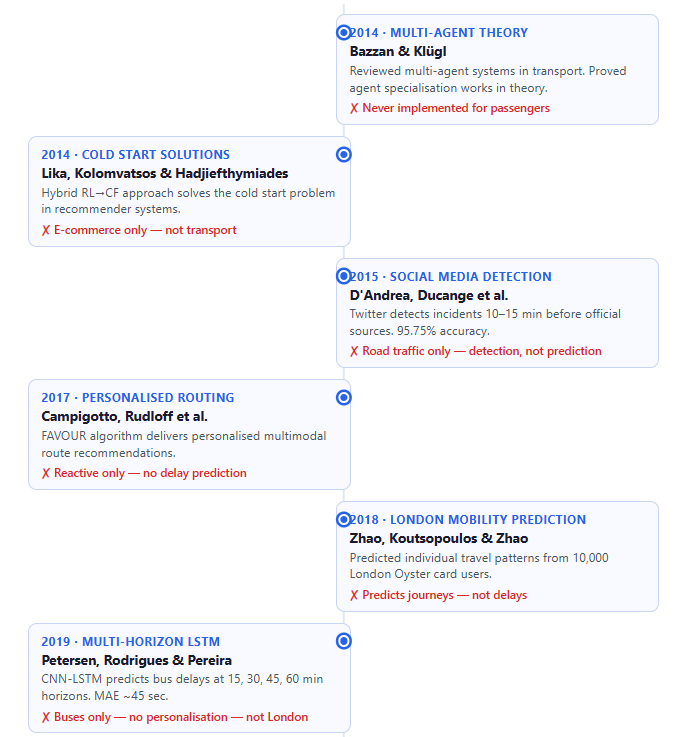 2014 · MULTI-AGENT THEORY
Bazzan & Klügl
Reviewed multi-agent systems in transport. Proved
agent specialisation works in theory.
✗ Never implemented for passengers
2014 · COLD START SOLUTIONS
Lika, Kolomvatsos & Hadjiefthymiades
Hybrid RL→CF approach solves the cold start problem
in recommender systems.
✗ E-commerce only — not transport
2015 · SOCIAL MEDIA DETECTION
D'Andrea, Ducange et al.
Twitter detects incidents 10–15 min before official
sources. 95.75% accuracy.
✗ Road traffic only — detection, not prediction
2017 · PERSONALISED ROUTING
Campigotto, Rudloff et al.
FAVOUR algorithm delivers personalised multimodal
route recommendations.
✗ Reactive only — no delay prediction
2018 · LONDON MOBILITY PREDICTION
Zhao, Koutsopoulos & Zhao
Predicted individual travel patterns from 10,000
London Oyster card users.
✗ Predicts journeys — not delays
2019 · MULTI-HORIZON LSTM
Petersen, Rodrigues & Pereira
CNN-LSTM predicts bus delays at 15, 30, 45, 60 min
horizons. MAE ~45 sec.
✗ Buses only — no personalisation — not London